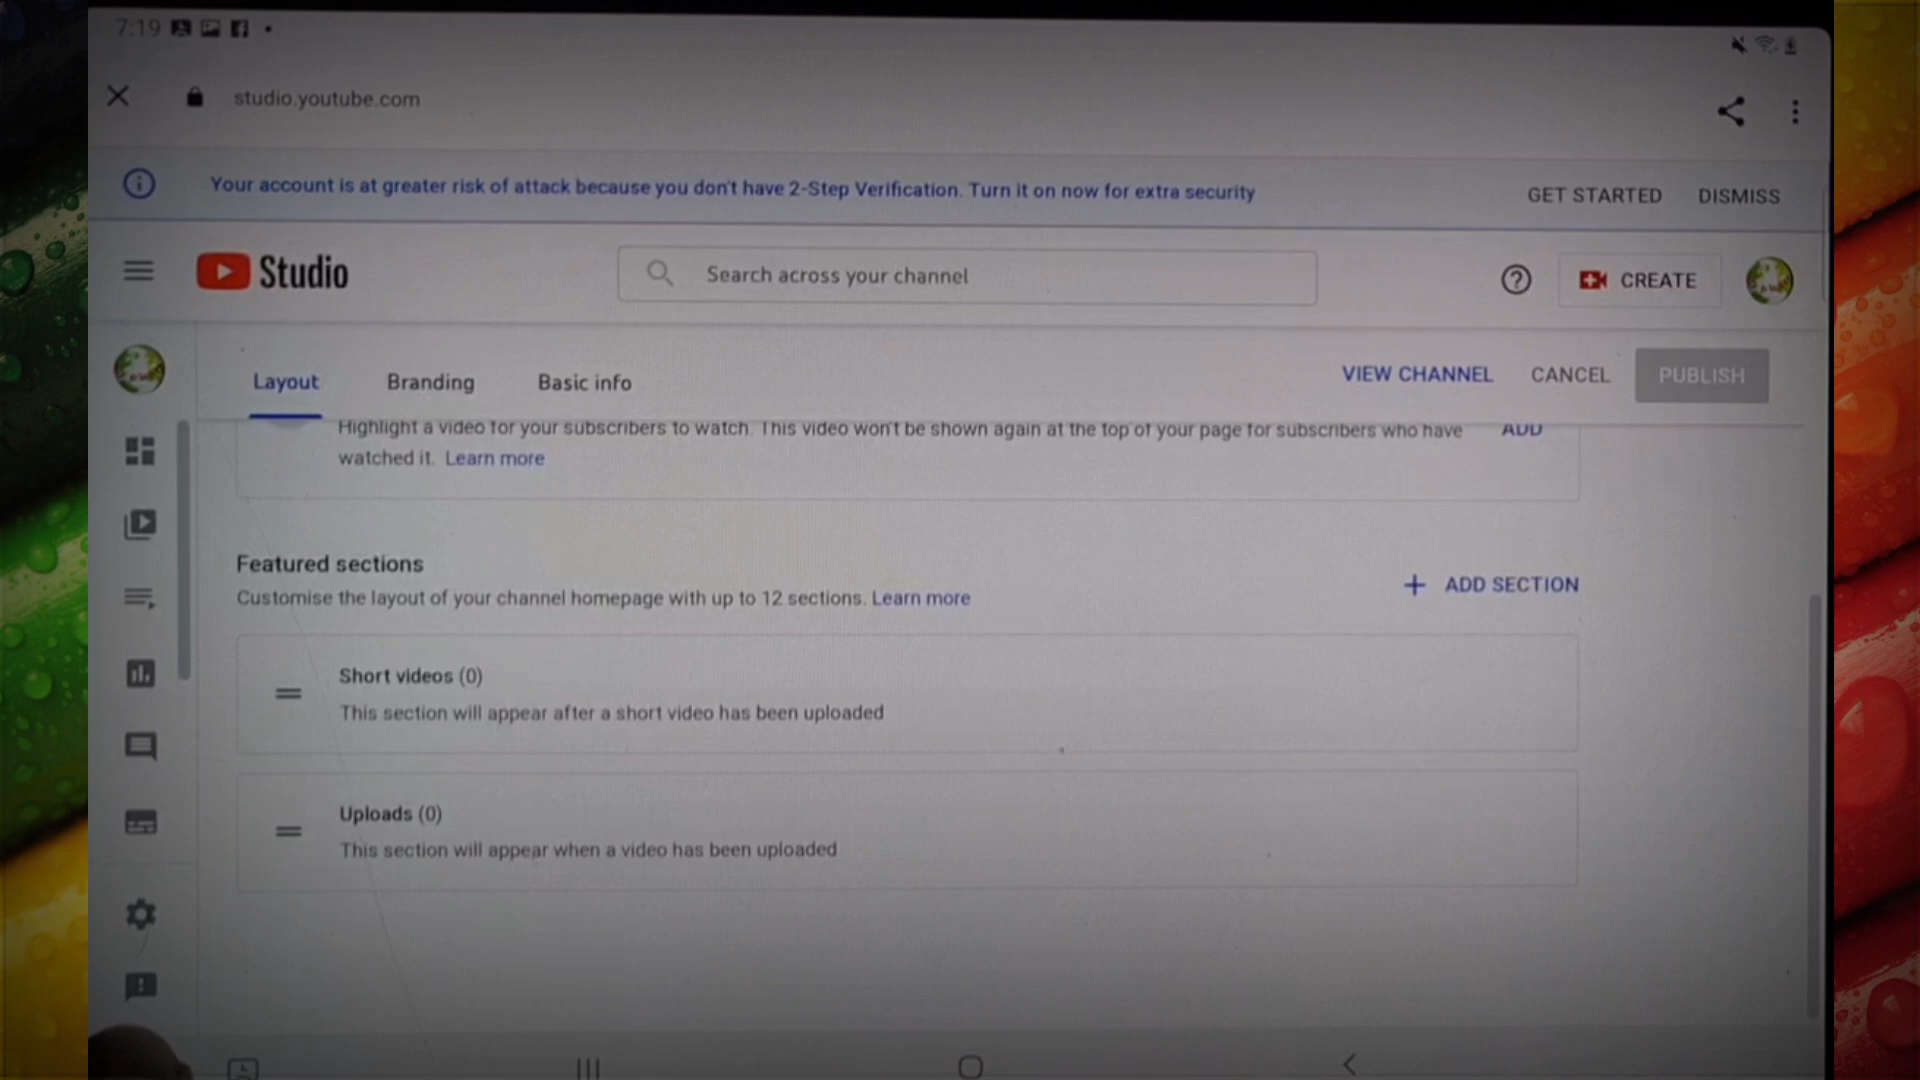 7:19
studio.youtube.com
Your account is at greater risk of attack because you don't have 2-Step Verification. Turn it on now for extra security
GET STARTED
DISMISS
Studio
Search across your channel
CREATE
Layout
Branding
Basic info
VIEW CHANNEL
CANCEL
PUBLISH
Highlight a video for your subscribers to watch. This video won't be shown again at the top of your page for subscribers who have
ADD
watched it. Learn more
Featured sections
Customise the layout of your channel homepage with up to 12 sections. Learn more
ADD SECTION
Short videos (0)
This section will appear after a short video has been uploaded
Uploads (0)
This section will appear when a video has been uploaded